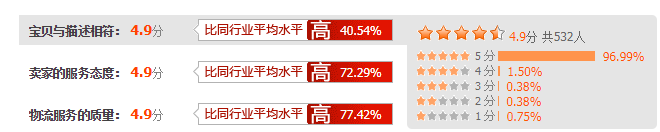 宝贝与描述相符： 4.9分 比同行业平均水平 高 40.54%
卖家的服务态度： 4.9分 比同行业平均水平 高 72.29%
物流服务的质量： 4.9分 比同行业平均水平 高 77.42%
4.9分 共532人
5分 96.99%
4分 1.50%
3分 0.38%
2分 0.38%
1分 0.75%